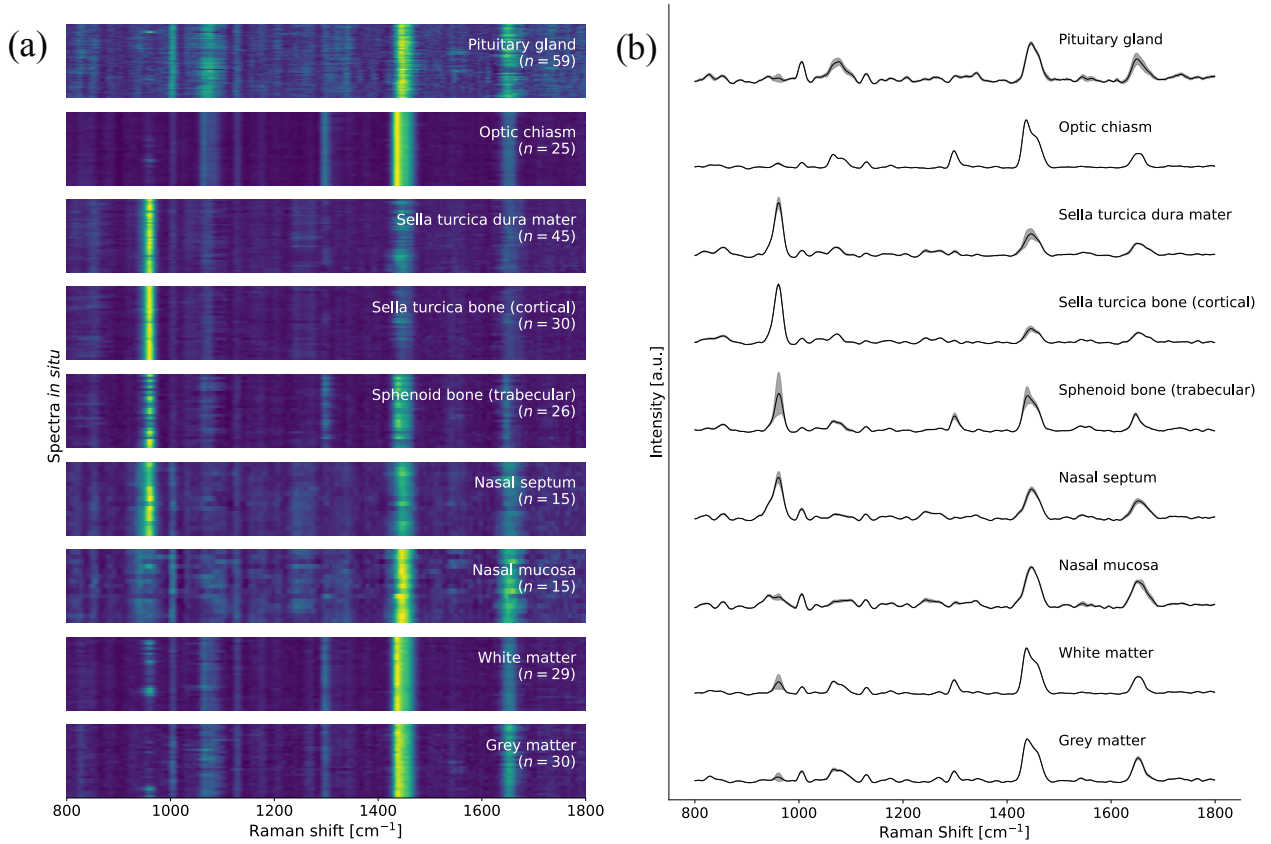 (a)
Pituitary gland
(n = 59)
Optic chiasm
(n = 25)
Sella turcica dura mater
(n = 45)
Sella turcica bone (cortical)
(n = 30)
Sphenoid bone (trabecular)
(n = 26)
Nasal septum
(n = 15)
Nasal mucosa
(n = 15)
White matter
(n = 29)
Grey matter
(n = 30)
Spectra in situ
800 1000 1200 1400 1600 1800
Raman shift [cm⁻¹]
(b)
Pituitary gland
Optic chiasm
Sella turcica dura mater
Sella turcica bone (cortical)
Sphenoid bone (trabecular)
Nasal septum
Nasal mucosa
White matter
Grey matter
Intensity [a.u.]
800 1000 1200 1400 1600 1800
Raman Shift [cm⁻¹]